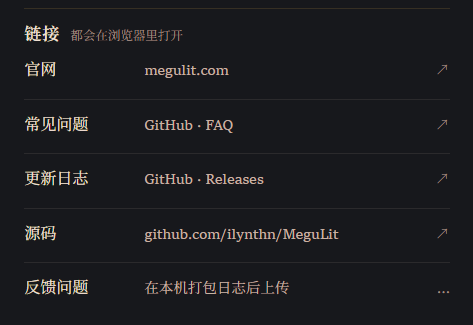 链接 都会在浏览器里打开
官网 megulit.com ↗
常见问题 GitHub · FAQ ↗
更新日志 GitHub · Releases ↗
源码 github.com/ilynthn/MeguLit ↗
反馈问题 在本机打包日志后上传 …